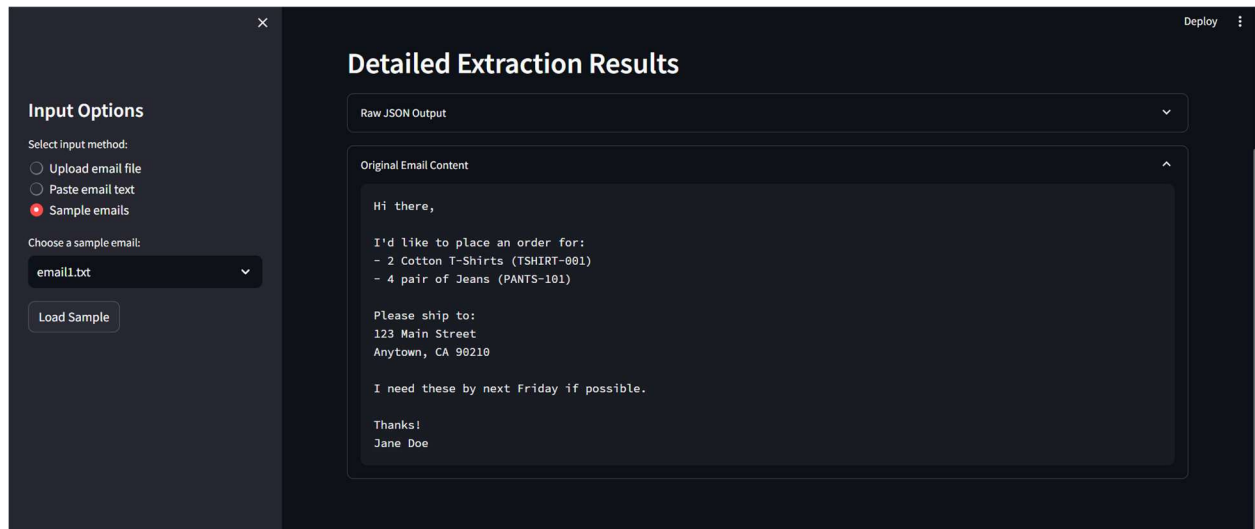 Deploy
Input Options
Select input method:
Upload email file
Paste email text
Sample emails
Choose a sample email:
email1.txt
Load Sample
Detailed Extraction Results
Raw JSON Output
Original Email Content
Hi there,
I'd like to place an order for:
- 2 Cotton T-Shirts (TSHIRT-001)
- 4 pair of Jeans (PANTS-101)
Please ship to:
123 Main Street
Anytown, CA 90210
I need these by next Friday if possible.
Thanks!
Jane Doe